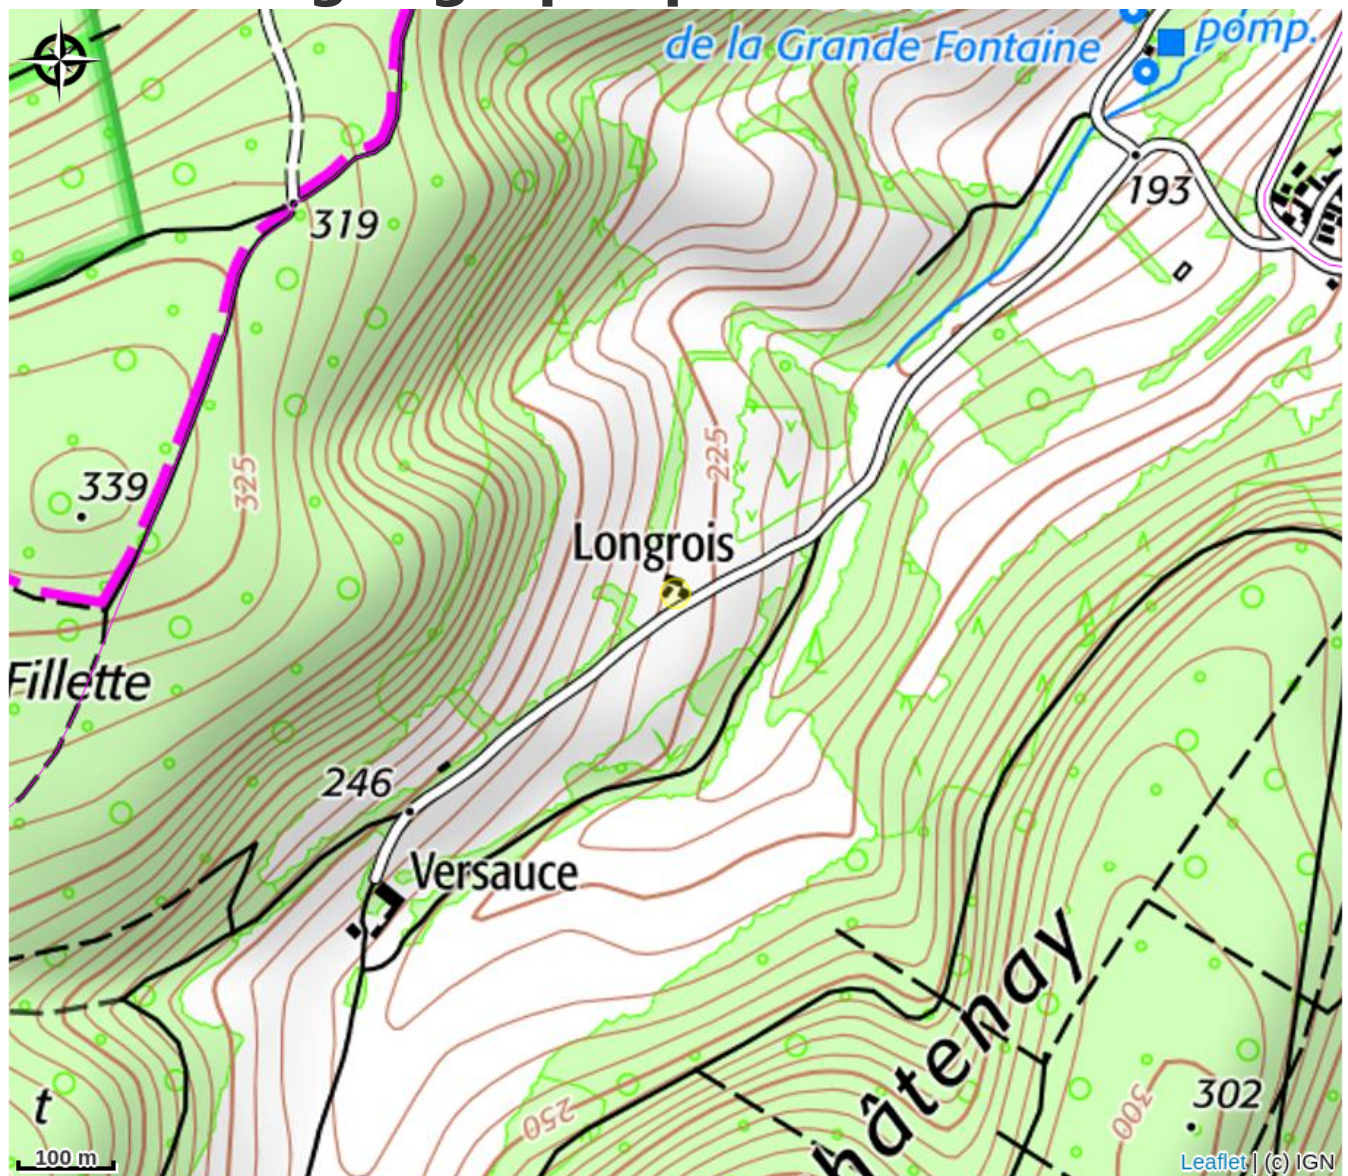 de la Grande Fontaine
pomp.
193
319
325
339
225
Longrois
Fillette
246
Versauce
hâtenay
302
300
250
t
100 m
Leaflet | (c) IGN